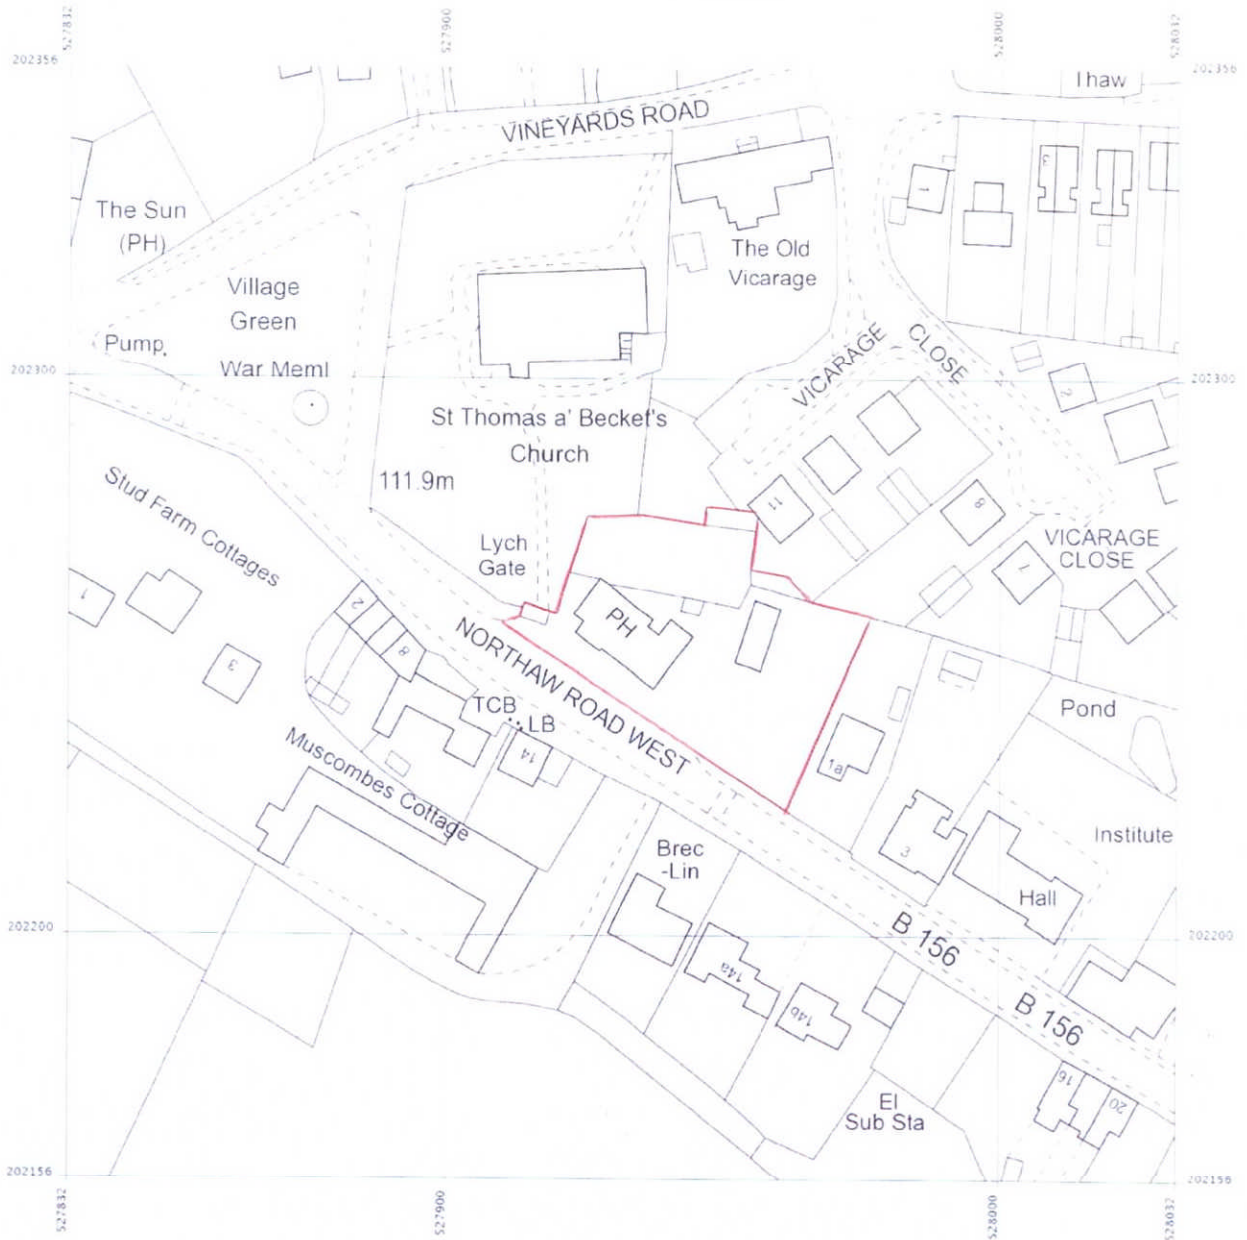 527832
527900
528000
528032
202356
202356
Thaw
VINEYARDS ROAD
1
3
The Sun
(PH)
The Old
Vicarage
Village
Green
Pump
VICARAGE
CLOSE
202300
202300
War Meml
2
St Thomas a' Becket's
Church
111.9m
Stud Farm Cottages
11
8
Lych
Gate
VICARAGE
CLOSE
7
1
2
8
PH
NORTHAW ROAD WEST
3
TCB
LB
14
Pond
1a
Muscombes Cottage
Institute
Brec
-Lin
3
Hall
202200
202200
B 156
14a
14b
B 156
16
20
El
Sub Sta
202156
202156
527832
527900
528000
528032